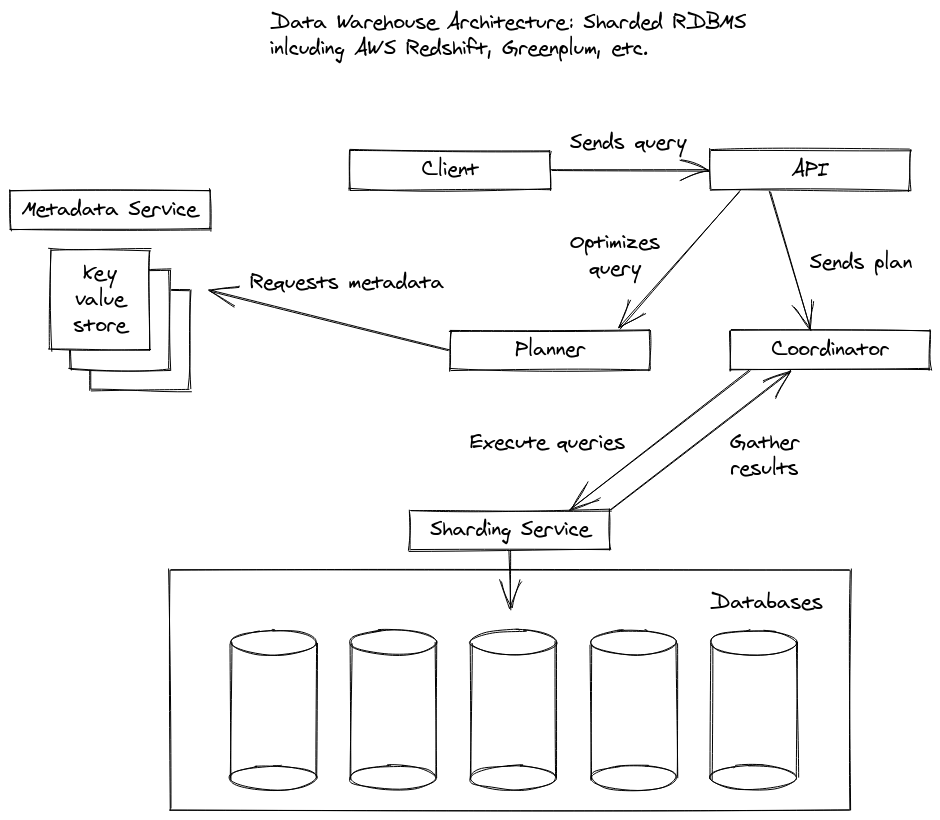 Data Warehouse Architecture: Sharded RDBMS
inlcuding AWS Redshift, Greenplum, etc.
Sends query
Client
API
Metadata Service
Optimizes
query
Sends plan
Key
value
store
Requests metadata
Planner
Coordinator
Execute queries
Gather
results
Sharding Service
Databases